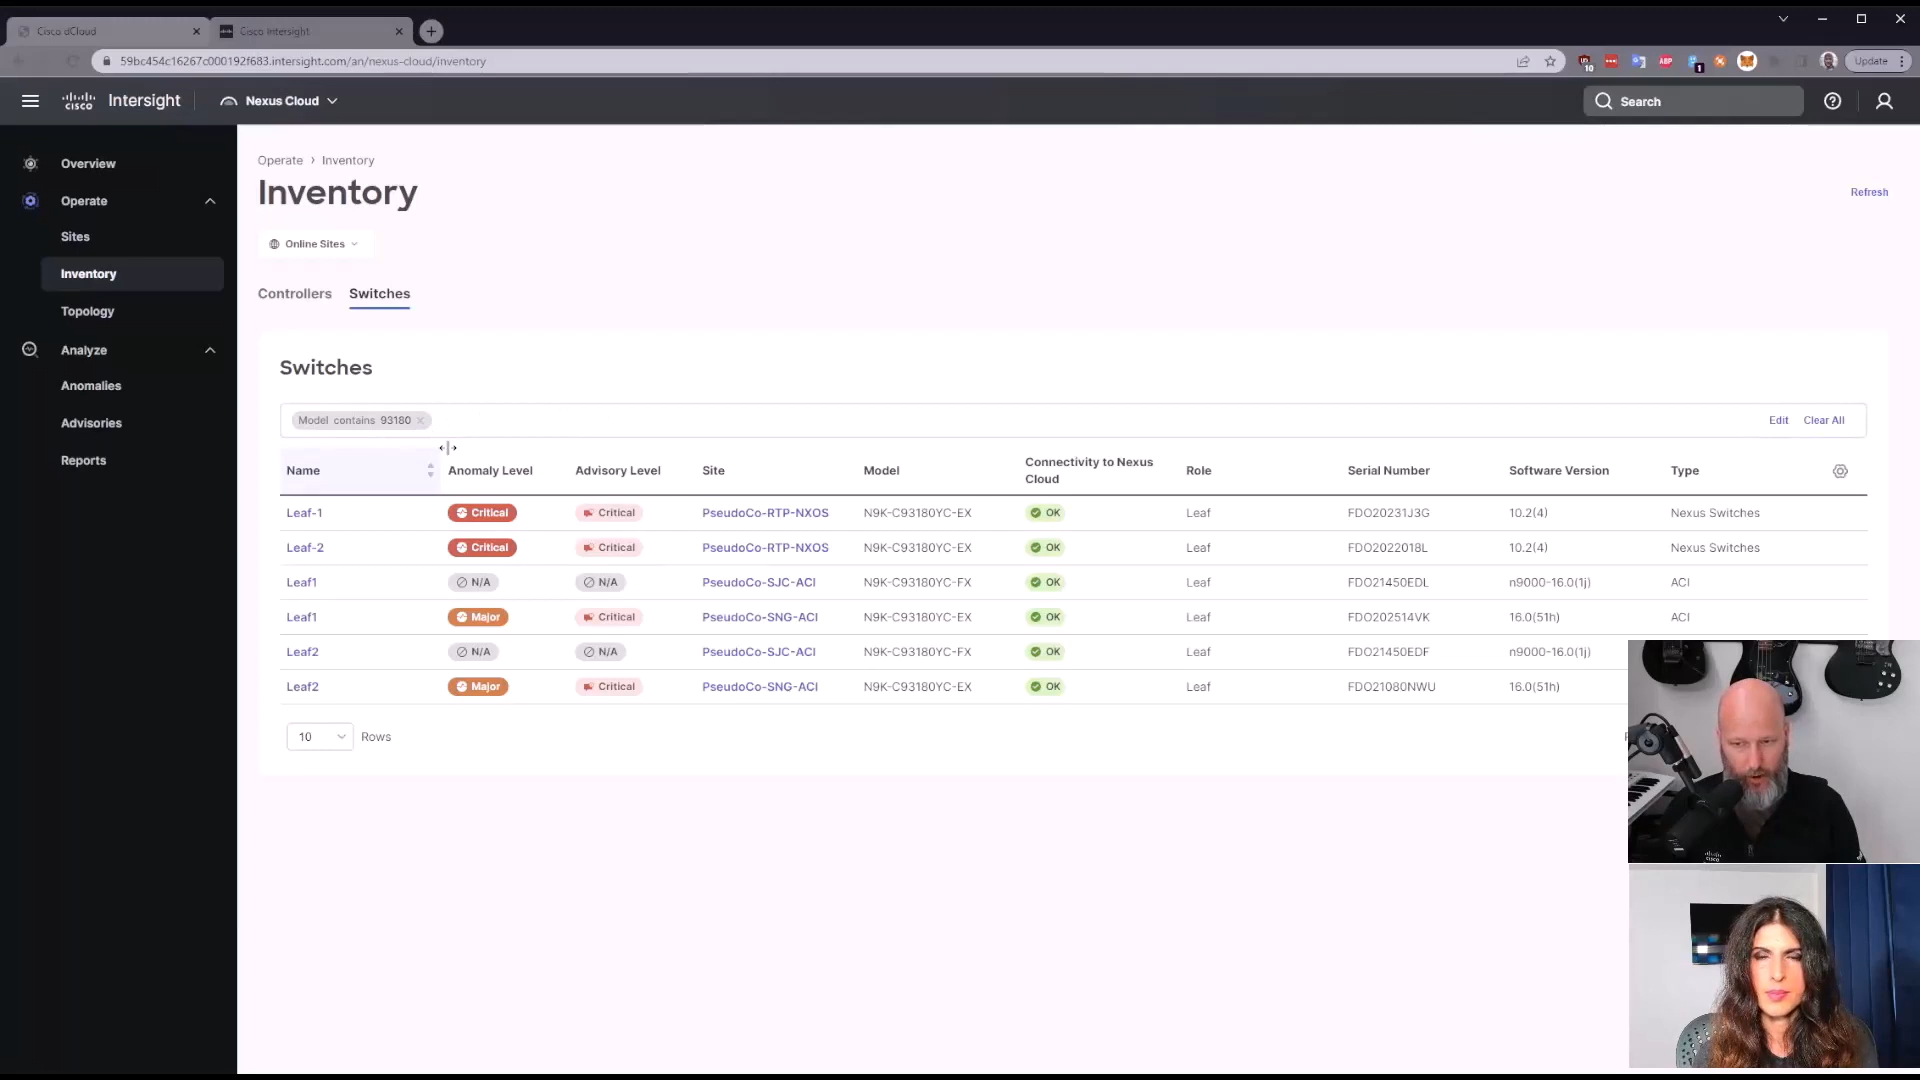 Cisco dCloud
Cisco Intersight
59bc454c16267c000192f683.intersight.com/an/nexus-cloud/inventory
10
ABP
1
Update
cisco Intersight
Nexus Cloud
Search
Overview
Operate
Sites
Inventory
Topology
Analyze
Anomalies
Advisories
Reports
Operate › Inventory
Inventory
Refresh
Online Sites
Controllers Switches
Switches
Model contains 93180
Edit Clear All
Name Anomaly Level Advisory Level Site Model Connectivity to Nexus Cloud Role Serial Number Software Version Type
Leaf-1 Critical Critical PseudoCo-RTP-NXOS N9K-C93180YC-EX OK Leaf FDO20231J3G 10.2(4) Nexus Switches
Leaf-2 Critical Critical PseudoCo-RTP-NXOS N9K-C93180YC-EX OK Leaf FDO2022018L 10.2(4) Nexus Switches
Leaf1 N/A N/A PseudoCo-SJC-ACI N9K-C93180YC-FX OK Leaf FDO21450EDL n9000-16.0(1j) ACI
Leaf1 Major Critical PseudoCo-SNG-ACI N9K-C93180YC-EX OK Leaf FDO202514VK 16.0(51h) ACI
Leaf2 N/A N/A PseudoCo-SJC-ACI N9K-C93180YC-FX OK Leaf FDO21450EDF n9000-16.0(1j)
Leaf2 Major Critical PseudoCo-SNG-ACI N9K-C93180YC-EX OK Leaf FDO21080NWU 16.0(51h)
10 Rows
cisco